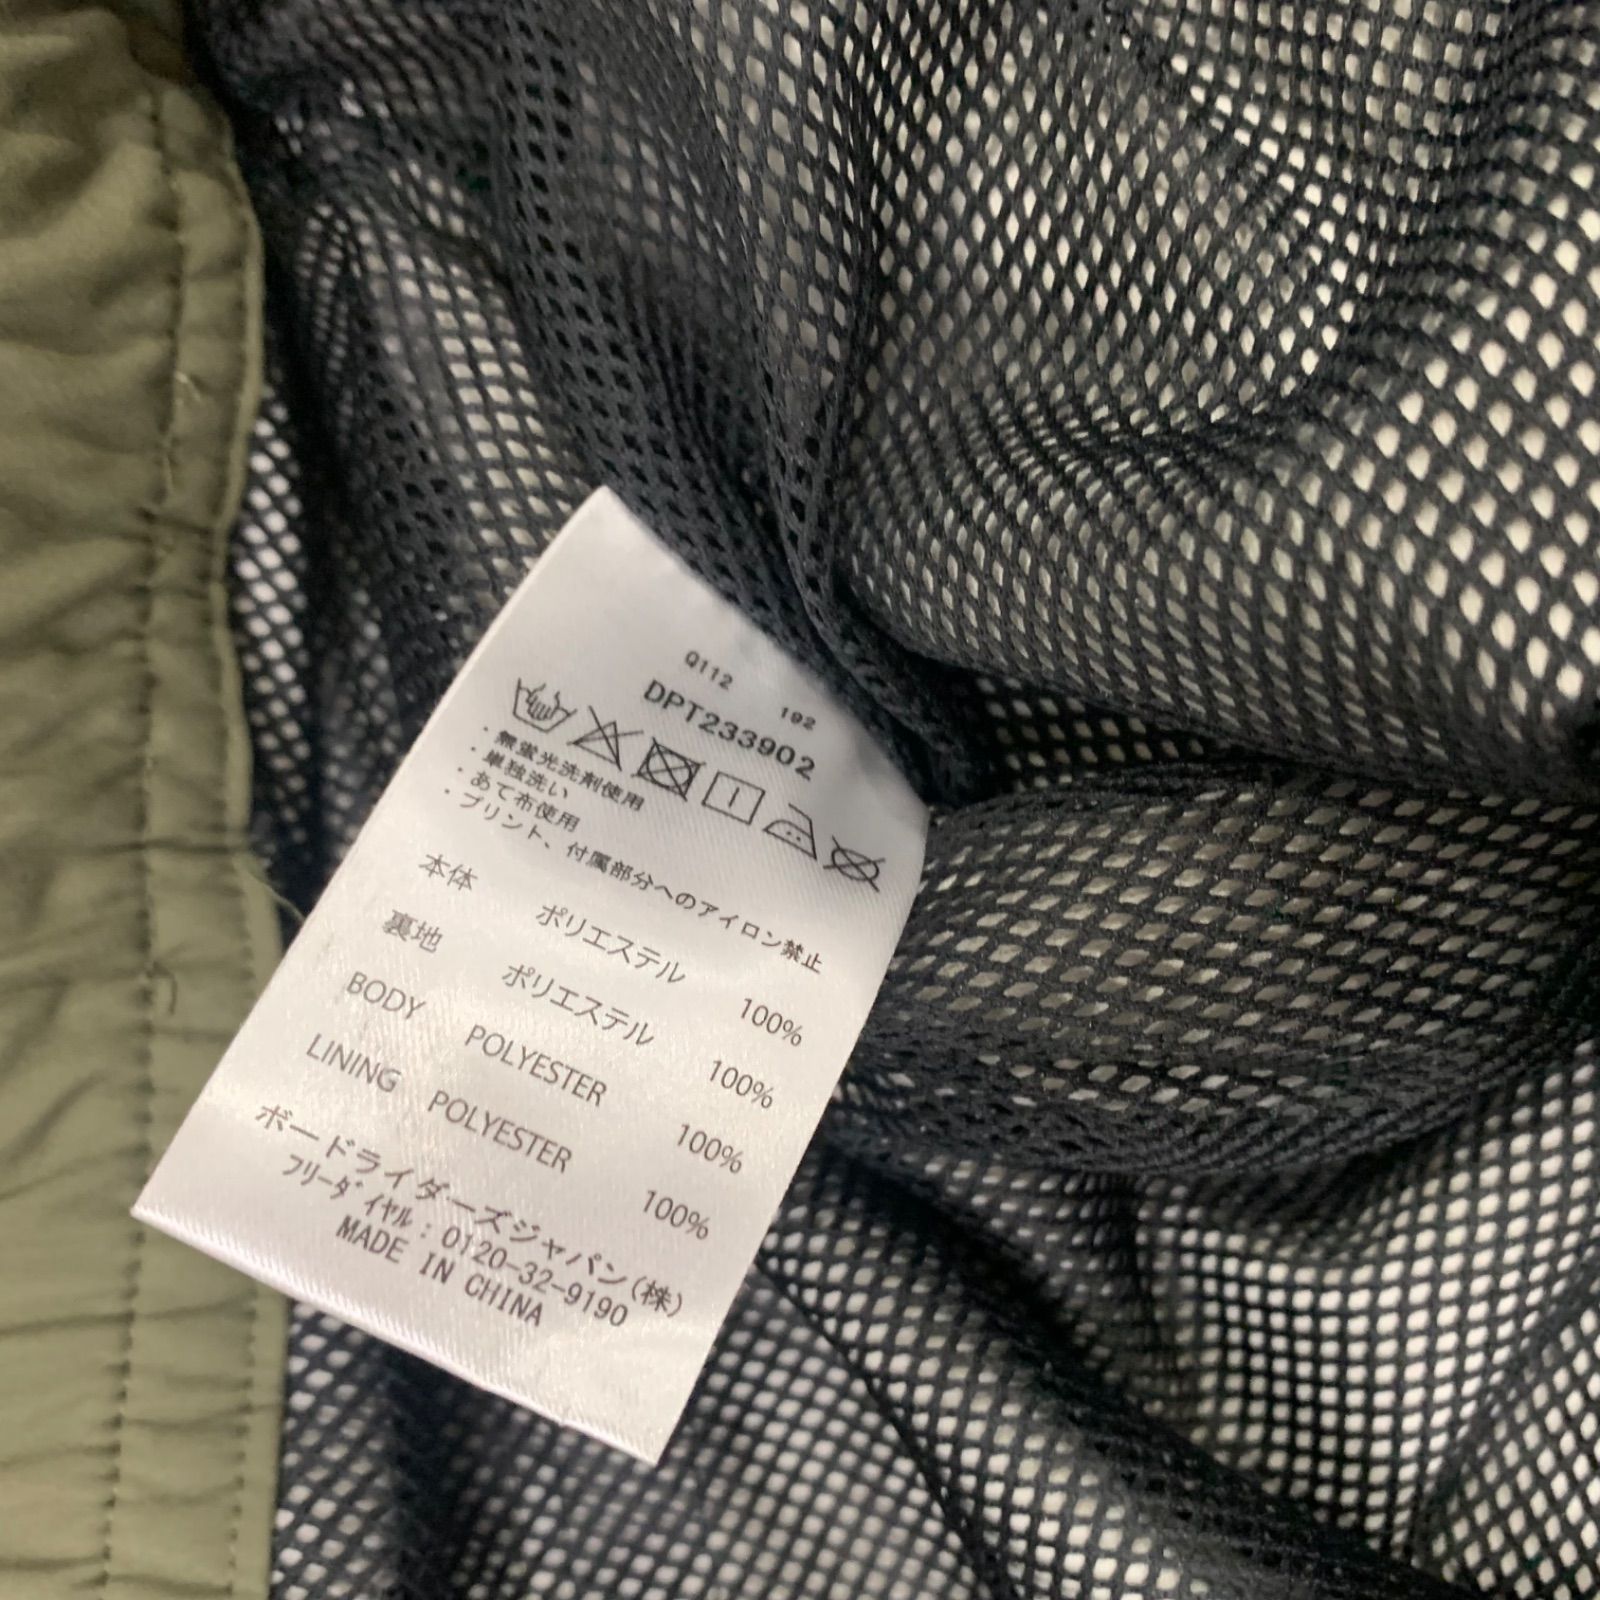 Q112 192
DPT233902
・無蛍光洗剤使用
・単独洗い
・あて布使用
・プリント、付属部分へのアイロン禁止
本体 ポリエステル 100%
裏地 ポリエステル 100%
BODY POLYESTER 100%
LINING POLYESTER 100%
ボードライダーズジャパン(株)
フリーダイヤル:0120-32-9190
MADE IN CHINA